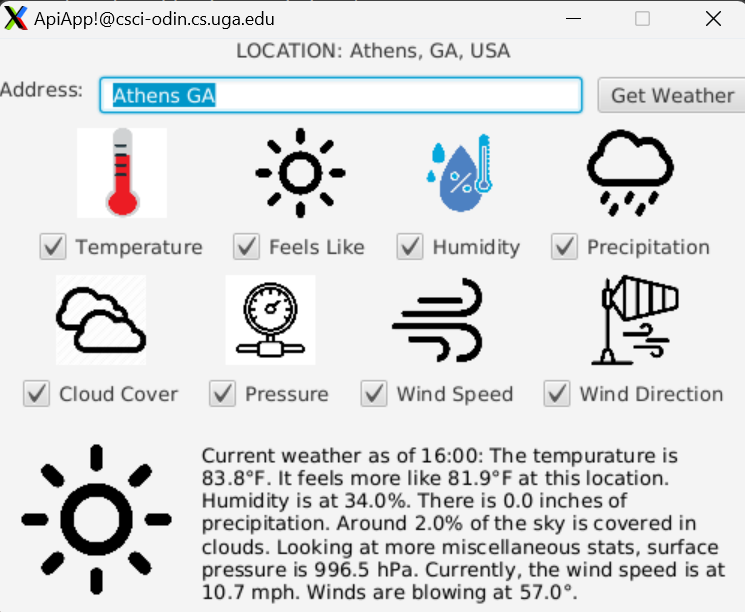 ApiApp!@csci-odin.cs.uga.edu
LOCATION: Athens, GA, USA
Address: Athens GA Get Weather
%
Temperature Feels Like Humidity Precipitation
Cloud Cover Pressure Wind Speed Wind Direction
Current weather as of 16:00: The tempurature is
83.8°F. It feels more like 81.9°F at this location.
Humidity is at 34.0%. There is 0.0 inches of
precipitation. Around 2.0% of the sky is covered in
clouds. Looking at more miscellaneous stats, surface
pressure is 996.5 hPa. Currently, the wind speed is at
10.7 mph. Winds are blowing at 57.0°.